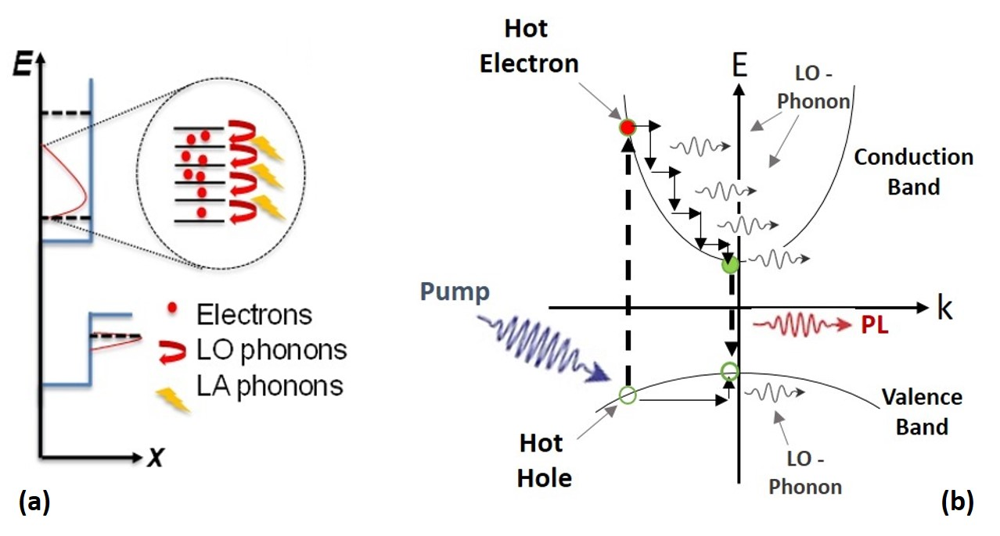 E
Electrons
LO phonons
LA phonons
X
(a)
Hot
Electron
E
LO -
Phonon
Conduction
Band
Pump
k
PL
Valence
Band
Hot
Hole
LO -
Phonon
(b)